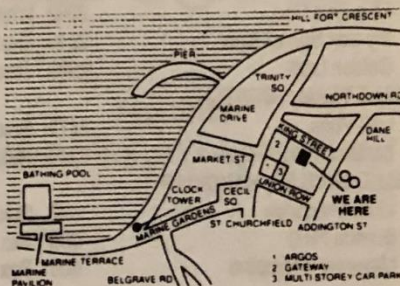 HILL FORT CRESCENT
PIER
TRINITY
SQ
NORTHDOWN RD
MARINE
DRIVE
KING STREET
DANE
HILL
2
MARKET ST
BATHING POOL
3
CLOCK
TOWER
CECIL
SQ
UNION ROW
WE ARE
HERE
MARINE GARDENS
ST CHURCHFIELD
ADDINGTON ST
MARINE TERRACE
MARINE
PAVILION
BELGRAVE RD
1 ARGOS
2 GATEWAY
3 MULTI STOREY CAR PARK